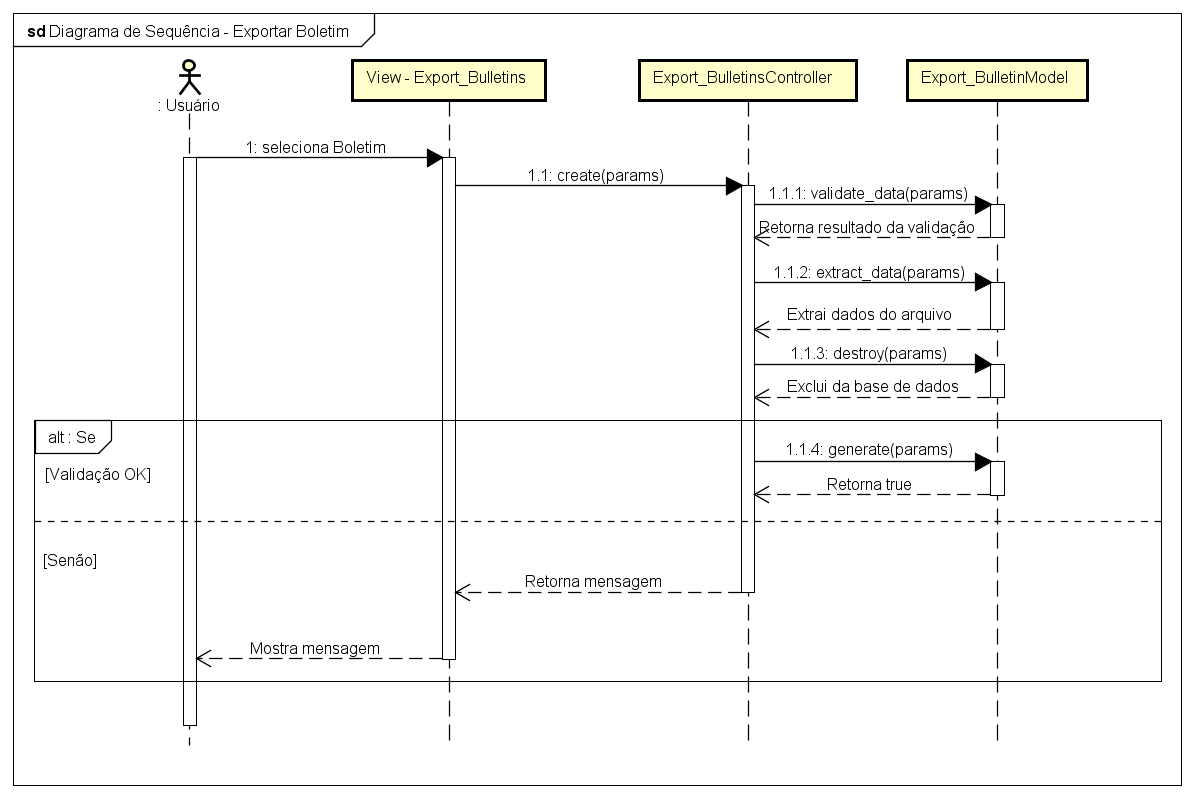 sd Diagrama de Sequência - Exportar Boletim
: Usuário
View - Export_Bulletins
Export_BulletinsController
Export_BulletinModel
1: seleciona Boletim
1.1: create(params)
1.1.1: validate_data(params)
Retorna resultado da validação
1.1.2: extract_data(params)
Extrai dados do arquivo
1.1.3: destroy(params)
Exclui da base de dados
alt : Se
[Validação OK]
1.1.4: generate(params)
Retorna true
[Senão]
Retorna mensagem
Mostra mensagem